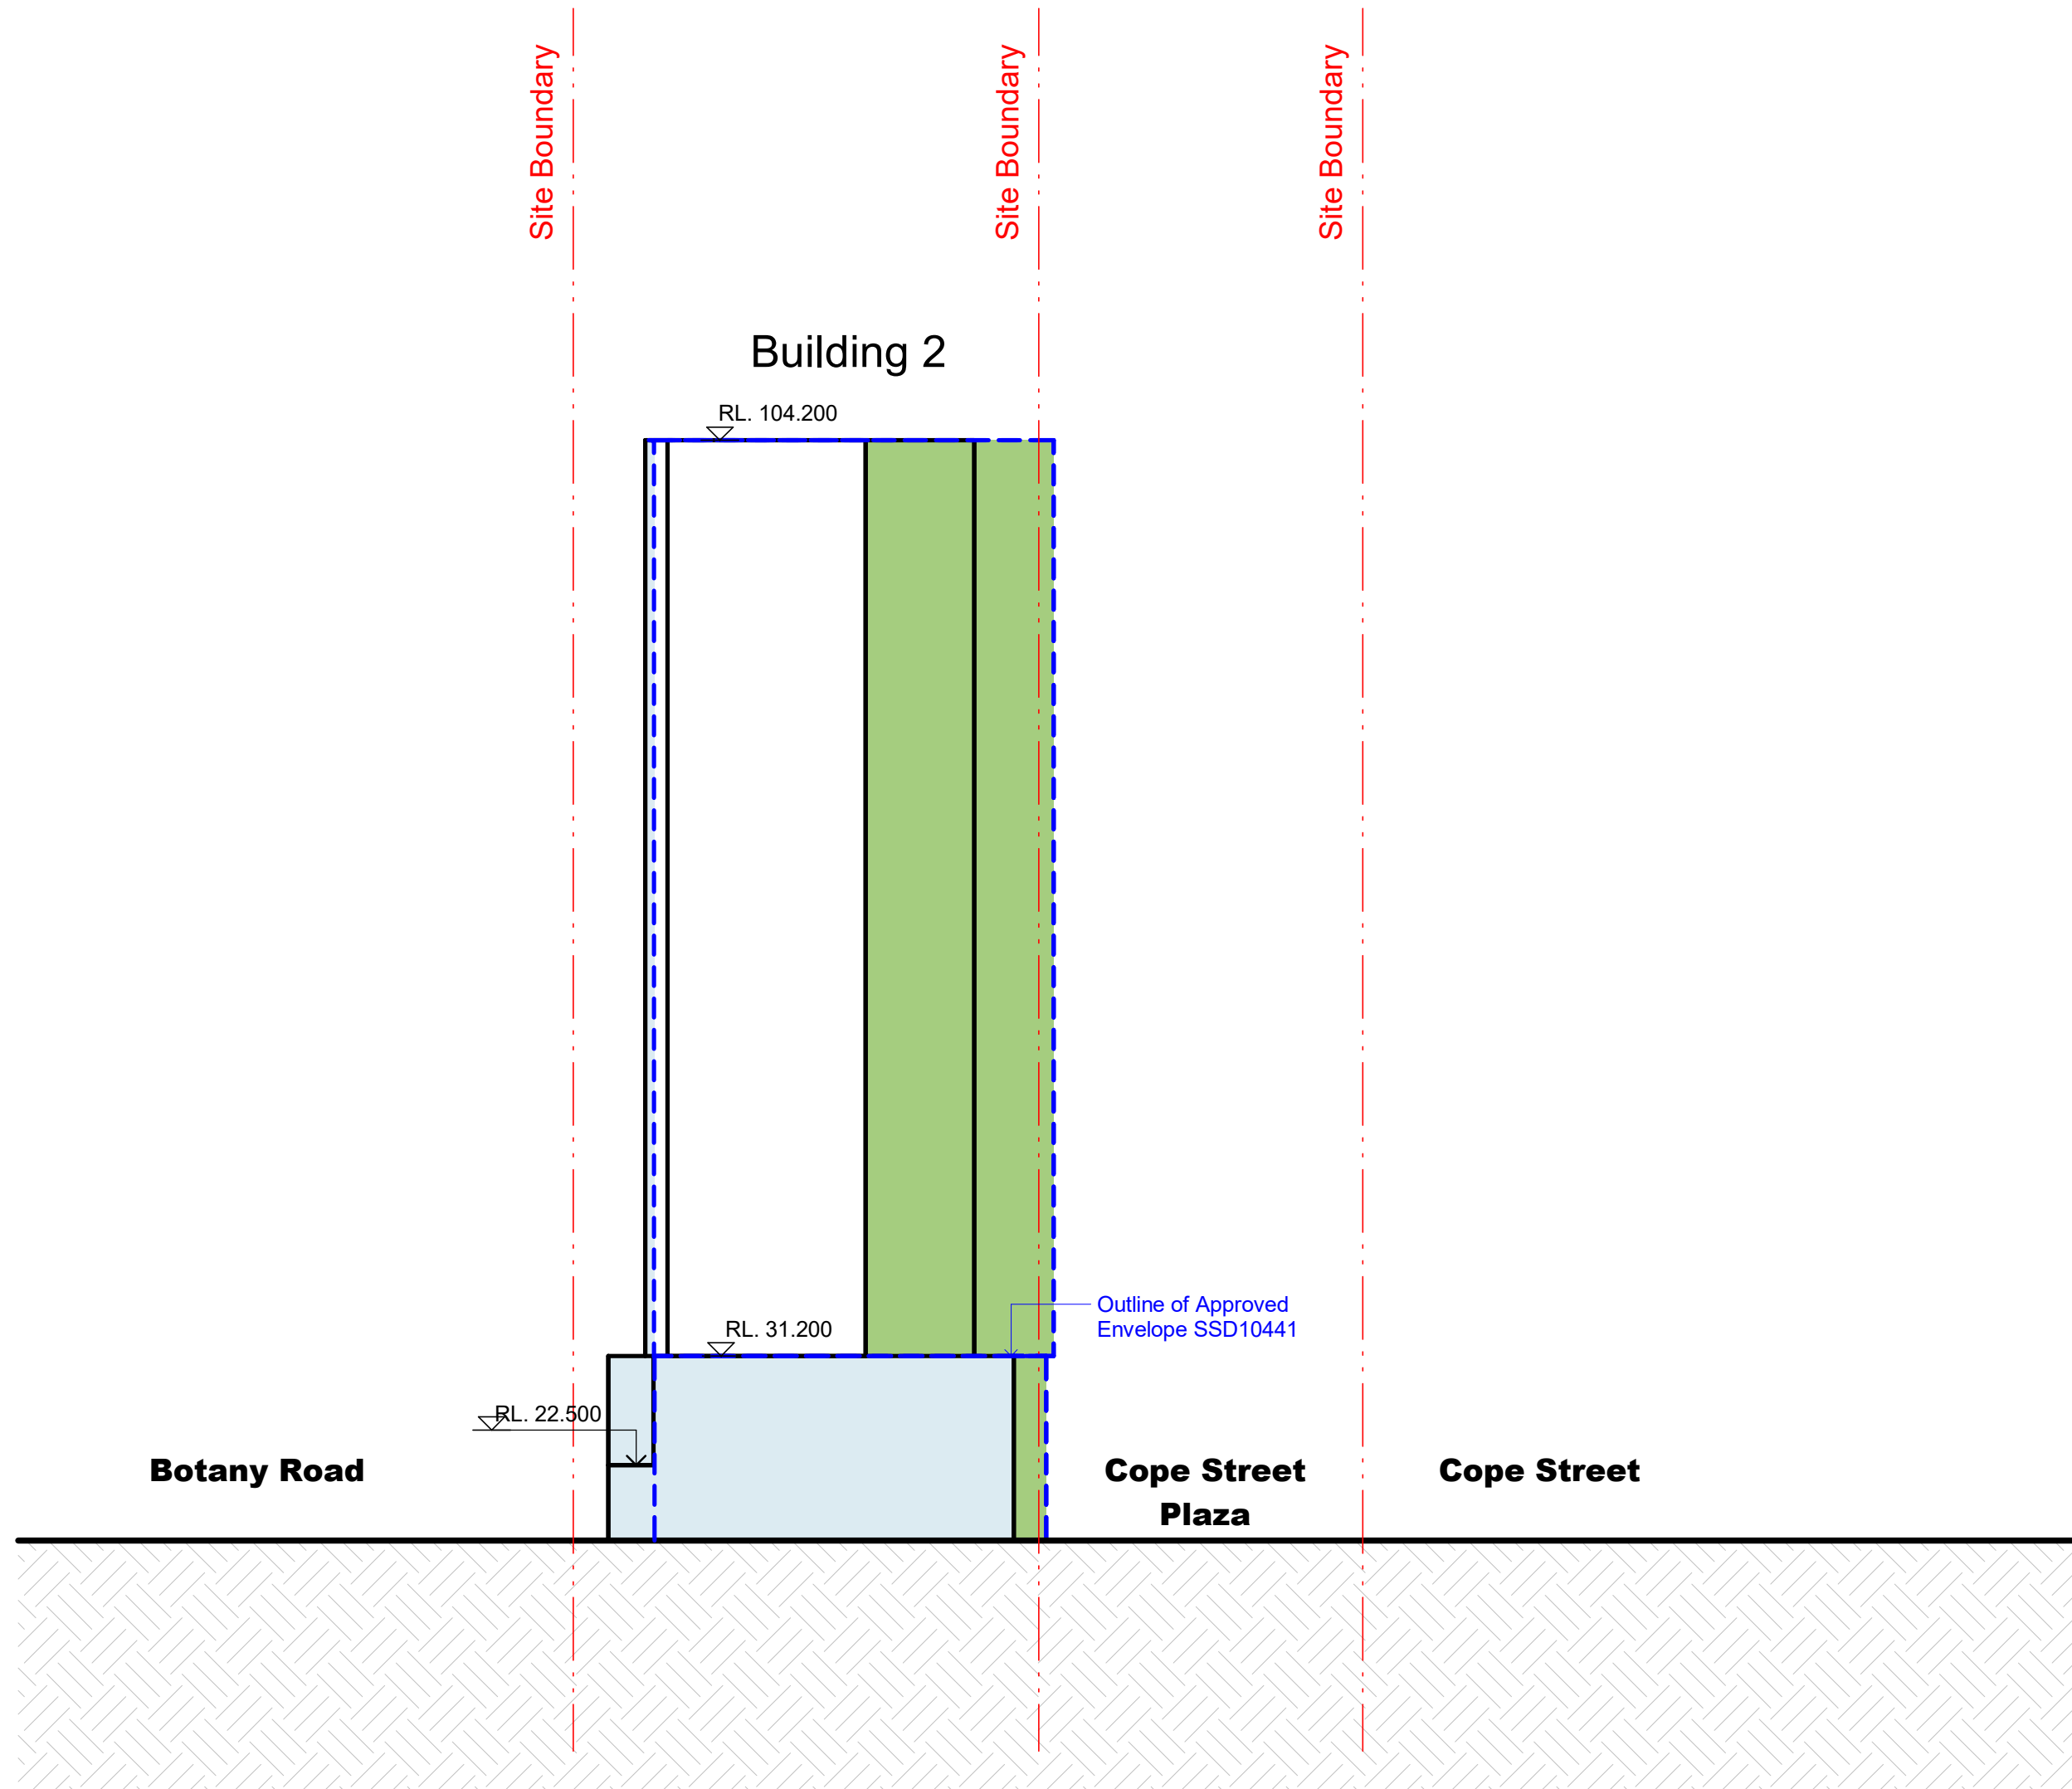 Site Boundary
Site Boundary
Site Boundary
Building 2
RL. 104.200
Outline of Approved
Envelope SSD10441
RL. 31.200
RL. 22.500
Botany Road
Cope Street
Plaza
Cope Street